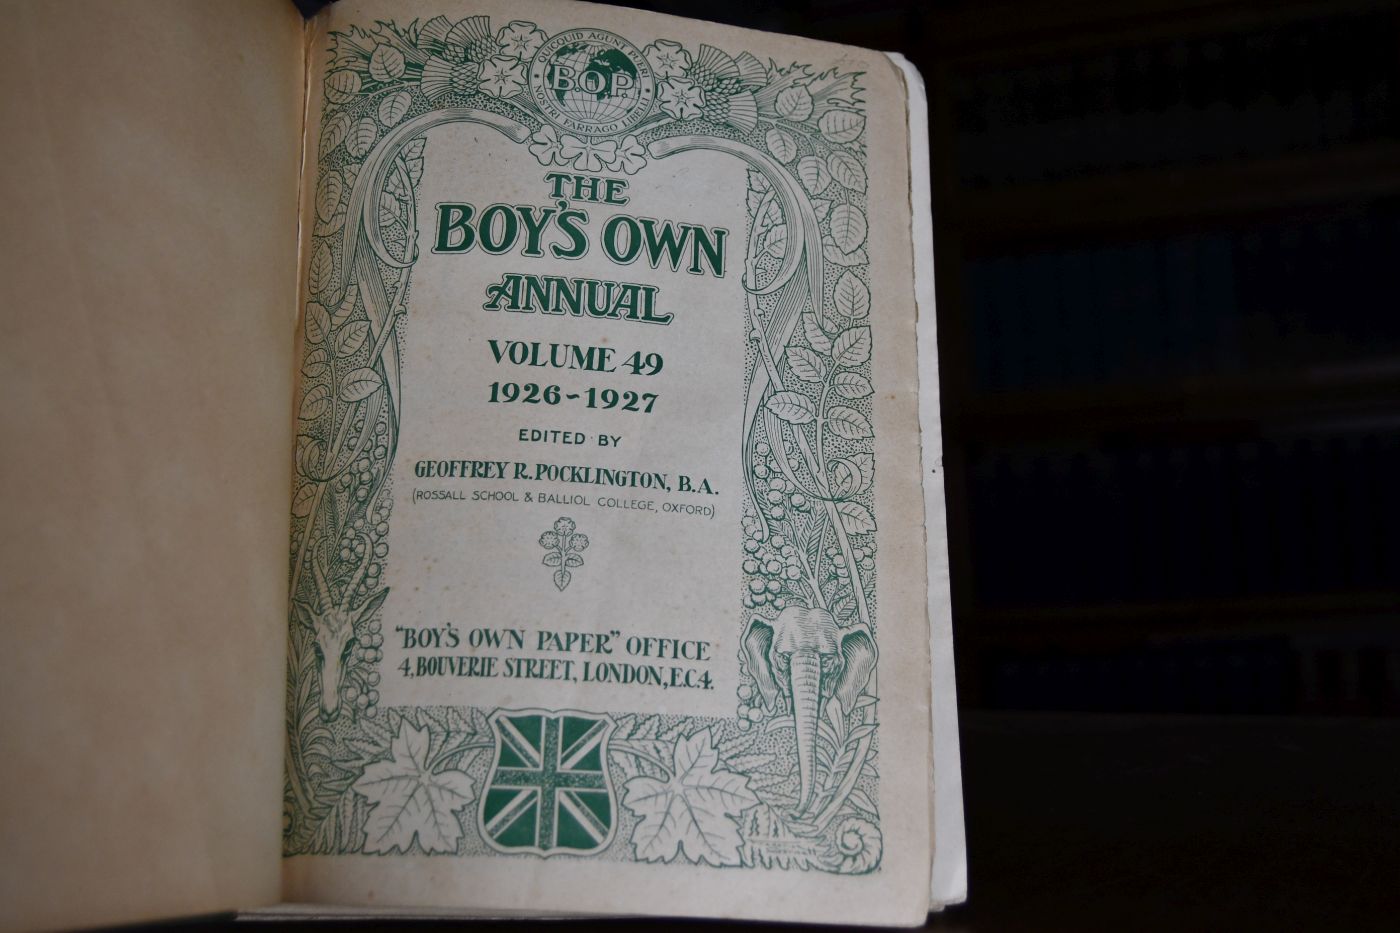 QUICQUID AGUNT PUERI
B.O.P.
NOSTRI FARRAGO LIBELLI
THE
BOY'S OWN
ANNUAL
VOLUME 49
1926-1927
EDITED BY
GEOFFREY R. POCKLINGTON, B.A.
(ROSSALL SCHOOL & BALLIOL COLLEGE, OXFORD)
"BOY'S OWN PAPER" OFFICE
4, BOUVERIE STREET, LONDON, E.C.4.